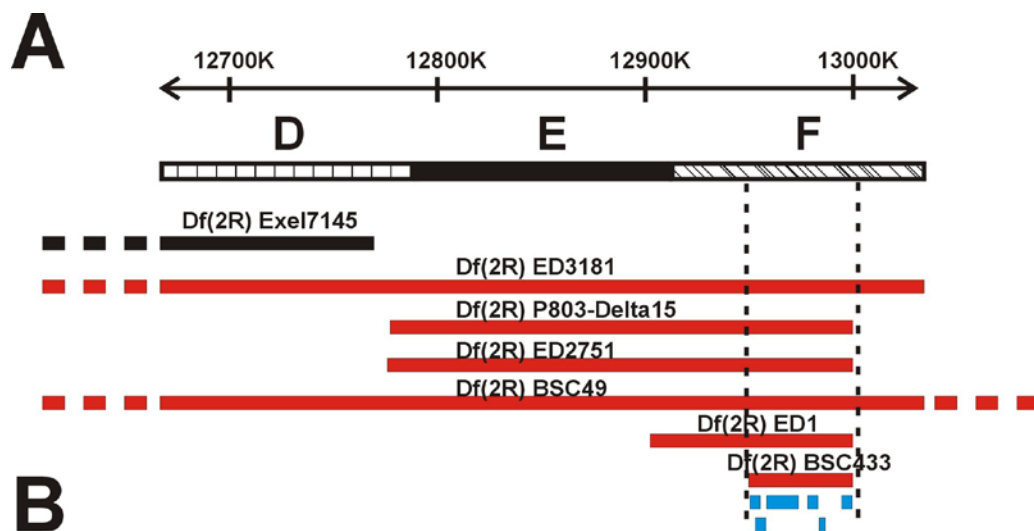 A
12700K 12800K 12900K 13000K
D E F
Df(2R) Exel7145
Df(2R) ED3181
Df(2R) P803-Delta15
Df(2R) ED2751
Df(2R) BSC49
Df(2R) ED1
Df(2R) BSC433
B